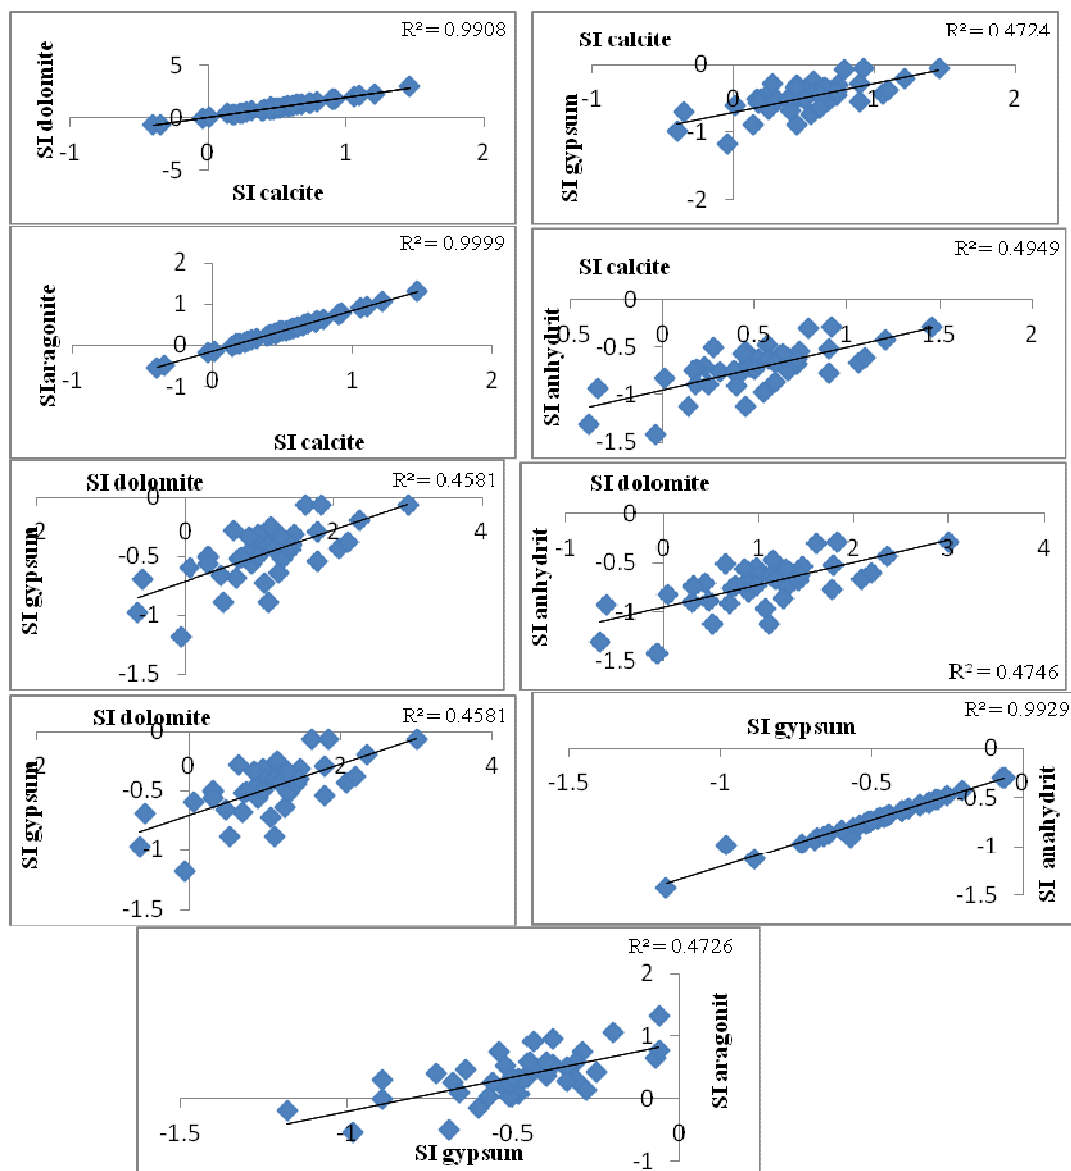 R² = 0.9908
SI dolomite
5
0
-5
-1
0
1
2
SI calcite
R² = 0.4724
SI calcite
SI gypsum
0
-1
-2
-1
0
1
2
R² = 0.9999
SIaragonite
2
1
0
-1
-1
0
1
2
SI calcite
R² = 0.4949
SI calcite
SI anhydrit
0
-0.5
-1
-1.5
0.5
0
0.5
1
1.5
2
SI dolomite
R² = 0.4581
SI gypsum
0
-0.5
-1
-1.5
2
0
2
4
SI dolomite
SI anhydrit
0
-0.5
-1
-1.5
-1
0
1
2
3
4
R² = 0.4746
SI dolomite
R² = 0.4581
SI gypsum
0
-0.5
-1
-1.5
2
0
2
4
R² = 0.9929
SI gypsum
SI anahydrit
0
-0.5
-1
-1.5
-1.5
-1
-0.5
0
R² = 0.4726
SI aragonit
2
1
0
-1
-1.5
-1
-0.5
0
SI gypsum